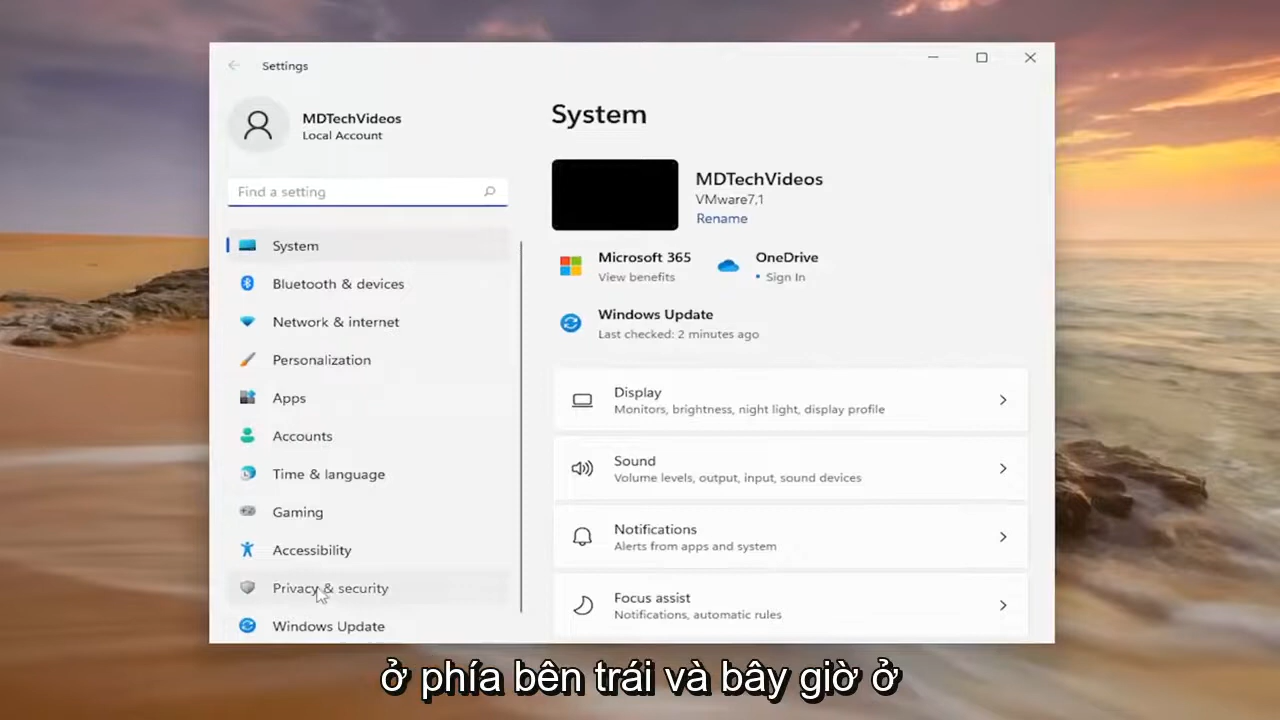 Settings
MDTechVideos
Local Account
Find a setting
System
Bluetooth & devices
Network & internet
Personalization
Apps
Accounts
Time & language
Gaming
Accessibility
Privacy & security
Windows Update
System
MDTechVideos
VMware7,1
Rename
Microsoft 365
View benefits
OneDrive
• Sign In
Windows Update
Last checked: 2 minutes ago
Display
Monitors, brightness, night light, display profile
Sound
Volume levels, output, input, sound devices
Notifications
Alerts from apps and system
Focus assist
Notifications, automatic rules
ở phía bên trái và bây giờ ở